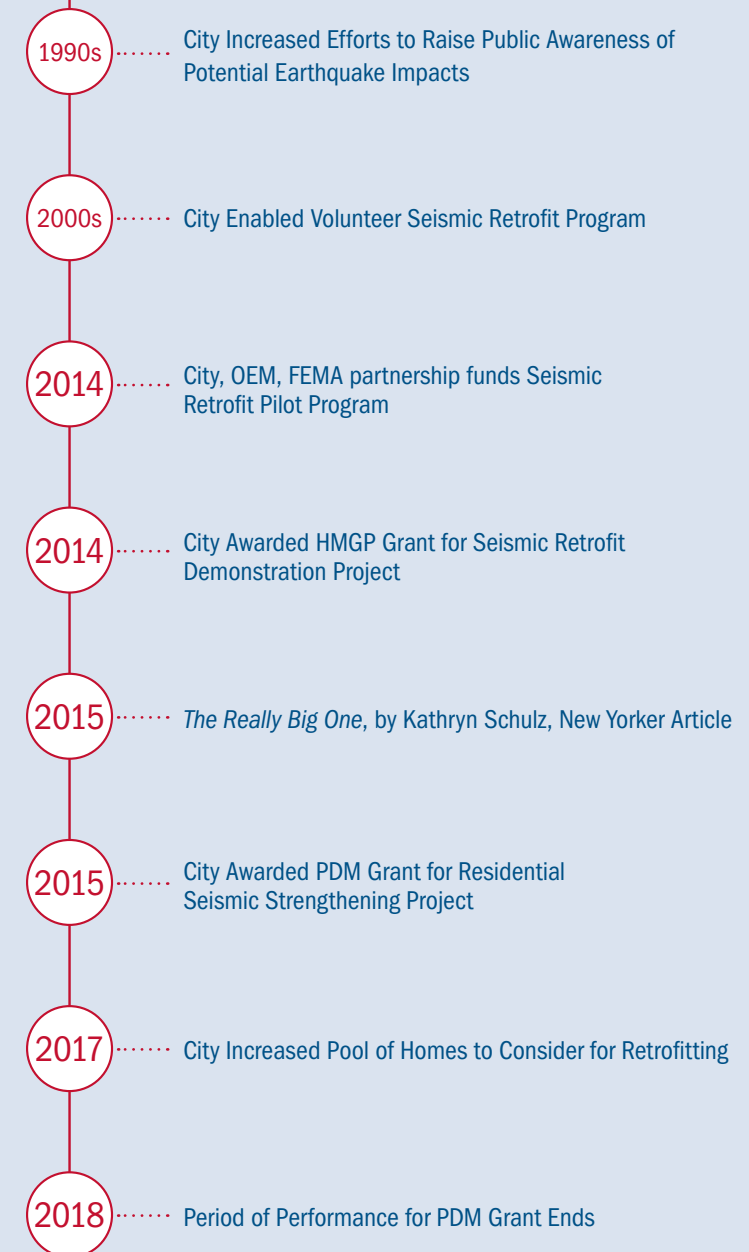 1990s
City Increased Efforts to Raise Public Awareness of
Potential Earthquake Impacts
2000s
City Enabled Volunteer Seismic Retrofit Program
2014
City, OEM, FEMA partnership funds Seismic
Retrofit Pilot Program
2014
City Awarded HMGP Grant for Seismic Retrofit
Demonstration Project
2015
The Really Big One, by Kathryn Schulz, New Yorker Article
2015
City Awarded PDM Grant for Residential
Seismic Strengthening Project
2017
City Increased Pool of Homes to Consider for Retrofitting
2018
Period of Performance for PDM Grant Ends